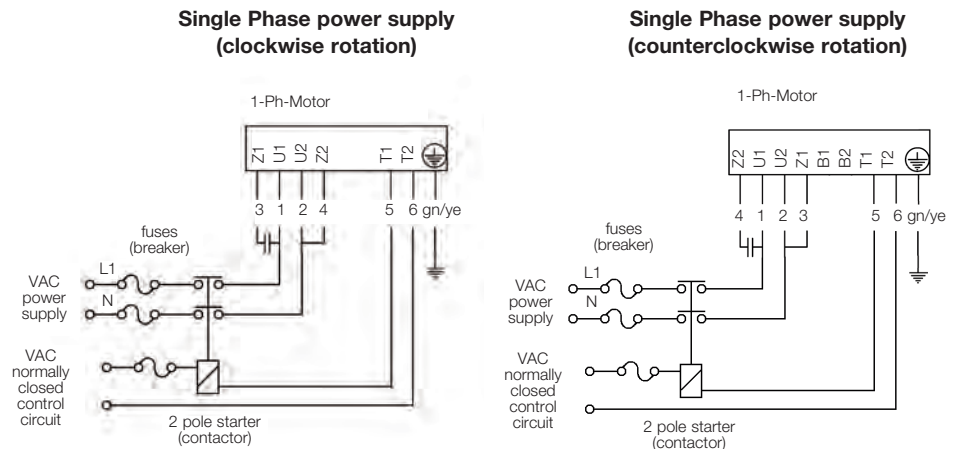 Single Phase power supply
(clockwise rotation)
1-Ph-Motor
Z1 U1 U2 Z2 T1 T2
3 1 2 4 5 6 gn/ye
fuses
(breaker)
L1
VAC
power
supply
N
VAC
normally
closed
control
circuit
2 pole starter
(contactor)
Single Phase power supply
(counterclockwise rotation)
1-Ph-Motor
Z2 U1 U2 Z1 B1 B2 T1 T2
4 1 2 3 5 6 gn/ye
fuses
(breaker)
L1
VAC
power
supply
N
VAC
normally
closed
control
circuit
2 pole starter
(contactor)